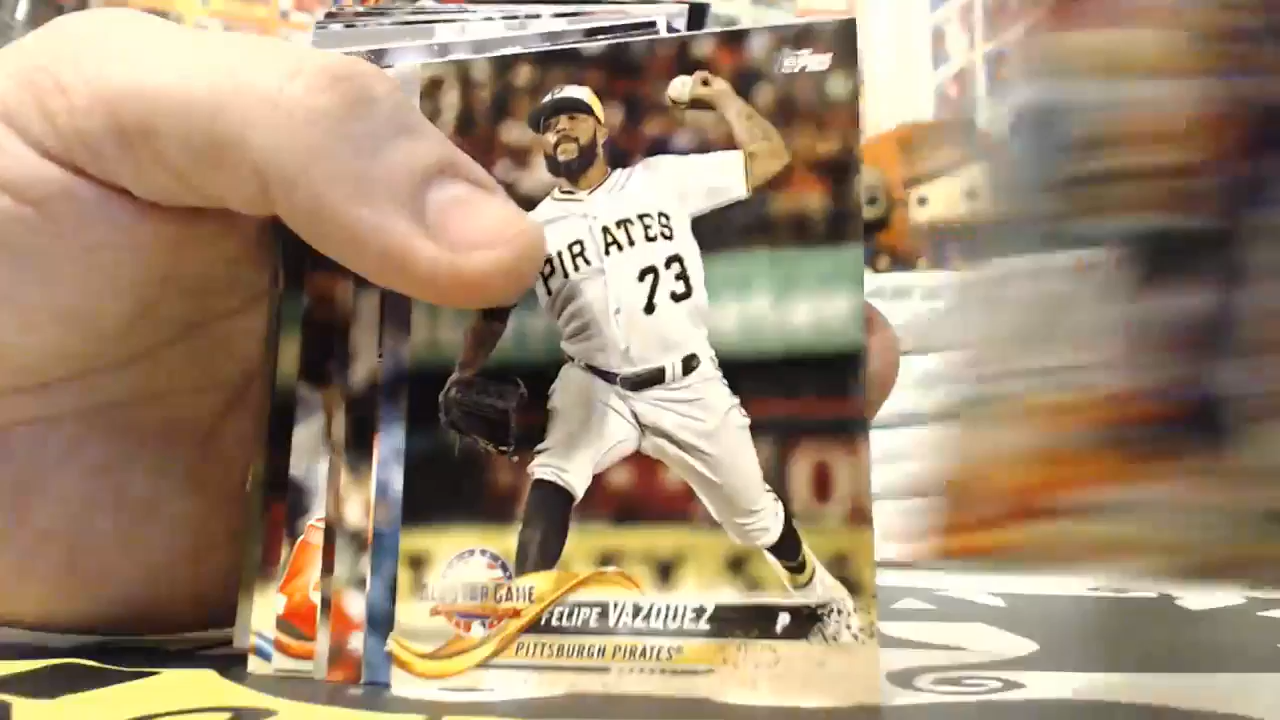 TOPPS
P
PIRATES
73
ALL STAR GAME
FELIPE VAZQUEZ P
PITTSBURGH PIRATES®